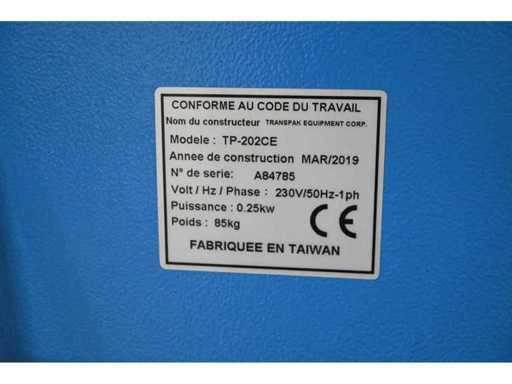 CONFORME AU CODE DU TRAVAIL
Nom du constructeur TRANSPAK EQUIPMENT CORP.
Modele : TP-202CE
Annee de construction MAR/2019
N° de serie: A84785
Volt / Hz / Phase : 230V/50Hz-1ph
Puissance : 0.25kw
Poids : 85kg
CE
FABRIQUEE EN TAIWAN